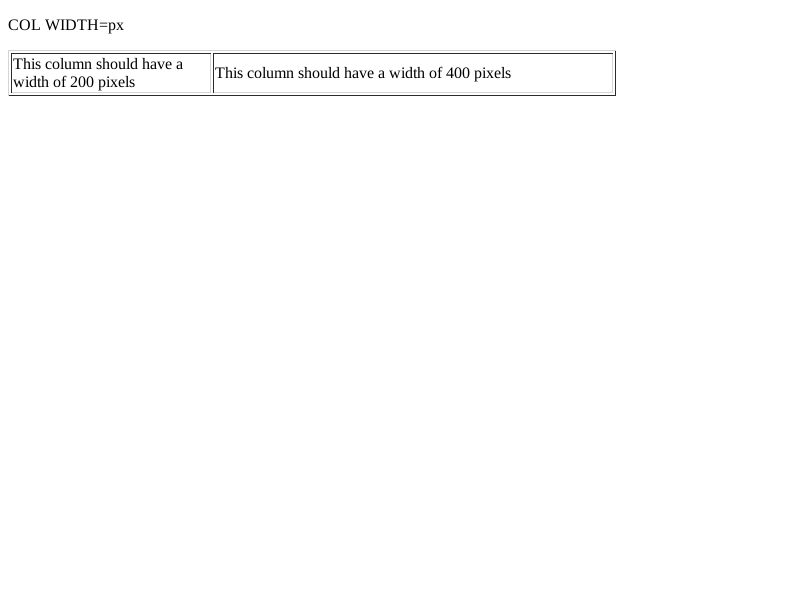 COL WIDTH=px
This column should have a
width of 200 pixels
This column should have a width of 400 pixels